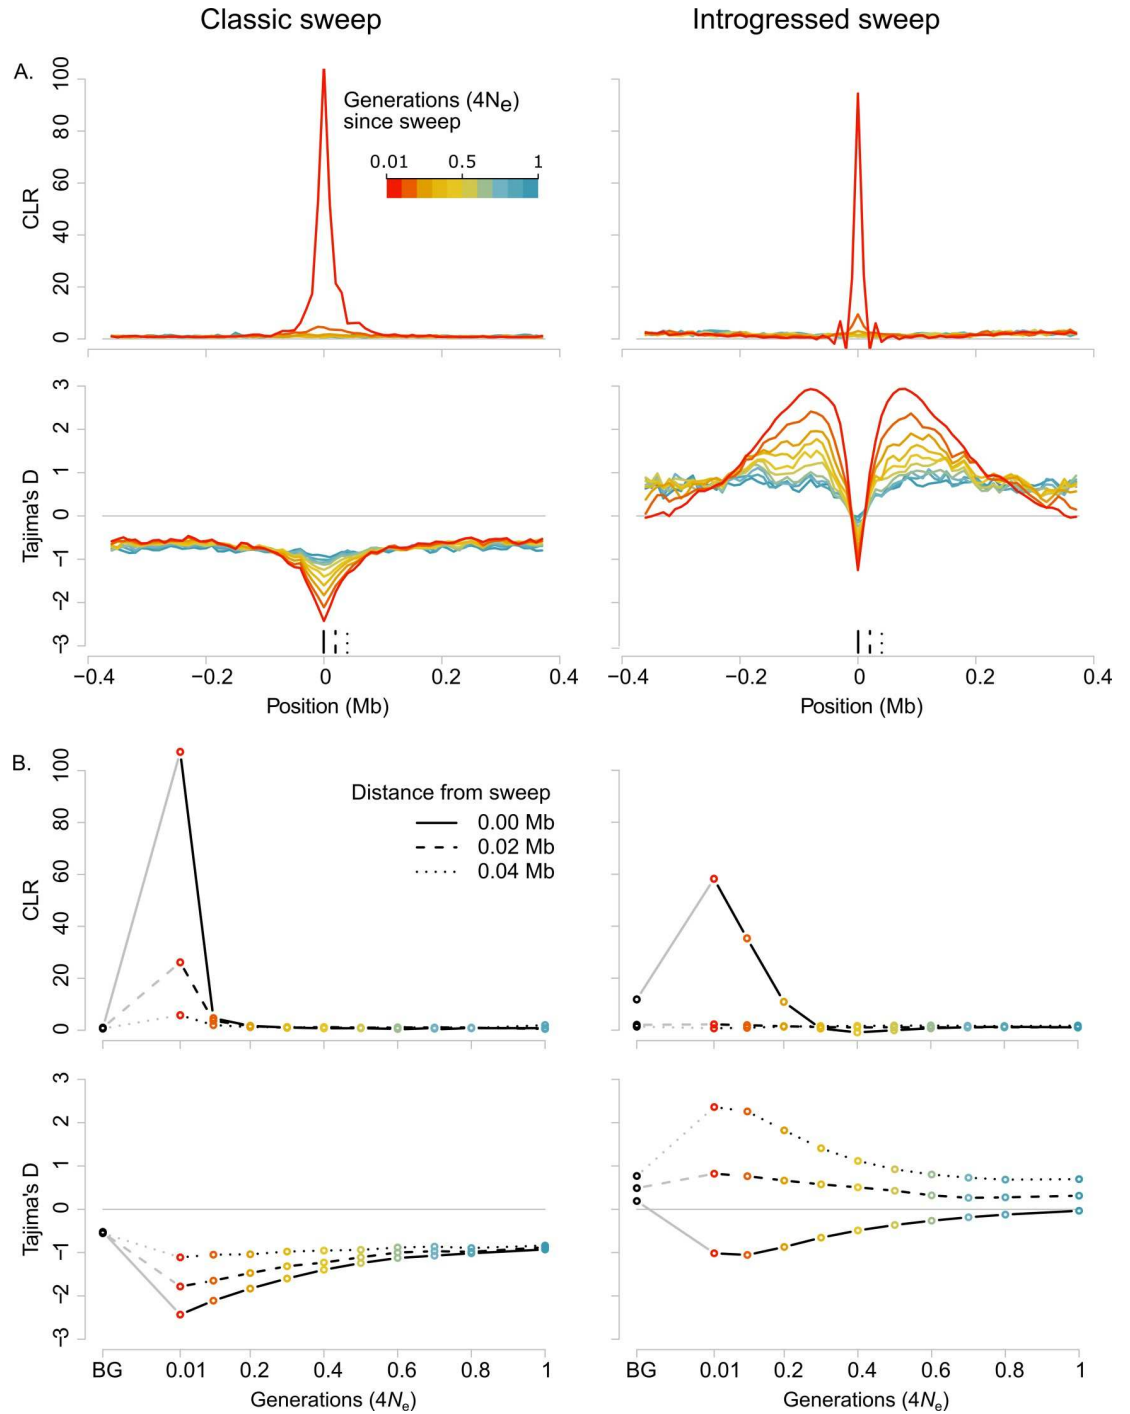 Classic sweep
Introgressed sweep
A.
Generations (4Ne)
since sweep
0.01 0.5 1
CLR
0 20 40 60 80 100
Tajima's D
-3 -2 -1 0 1 2 3
−0.4 −0.2 0 0.2 0.4
Position (Mb)
−0.4 −0.2 0 0.2 0.4
Position (Mb)
B.
Distance from sweep
0.00 Mb
0.02 Mb
0.04 Mb
CLR
0 20 40 60 80 100
Tajima's D
-3 -2 -1 0 1 2 3
BG 0.01 0.2 0.4 0.6 0.8 1
Generations (4Ne)
BG 0.01 0.2 0.4 0.6 0.8 1
Generations (4Ne)